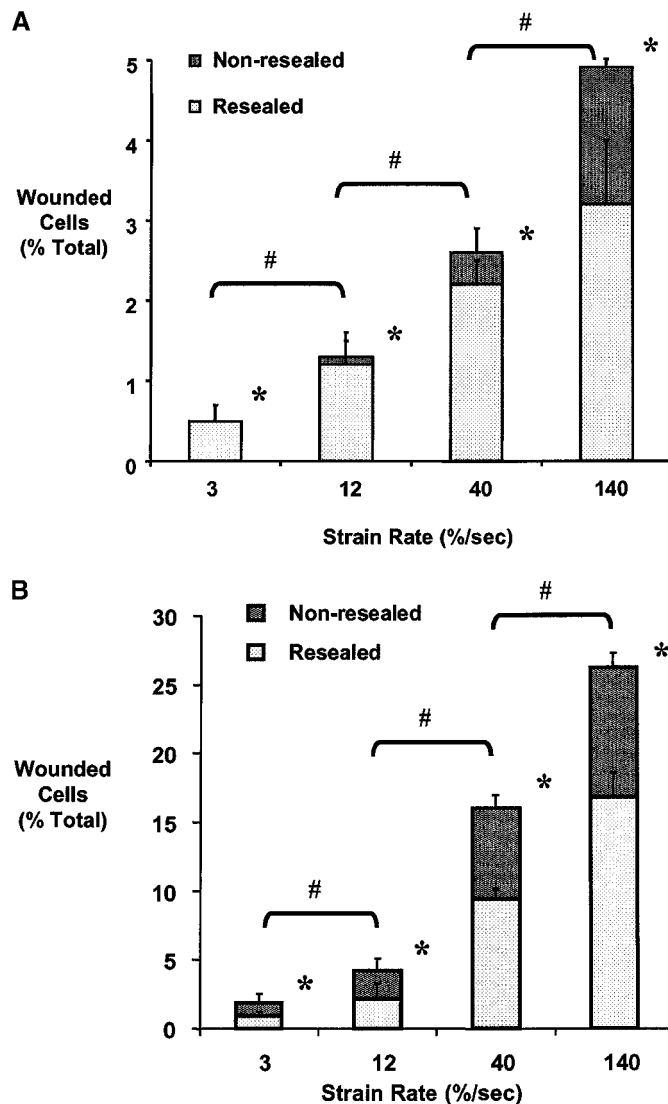 A
Non-resealed
Resealed
Wounded
Cells
(% Total)
5
4
3
2
1
0
#
#
#
*
*
*
*
3 12 40 140
Strain Rate (%/sec)
B
Non-resealed
Resealed
Wounded
Cells
(% Total)
30
25
20
15
10
5
0
#
#
#
*
*
*
*
3 12 40 140
Strain Rate (%/sec)